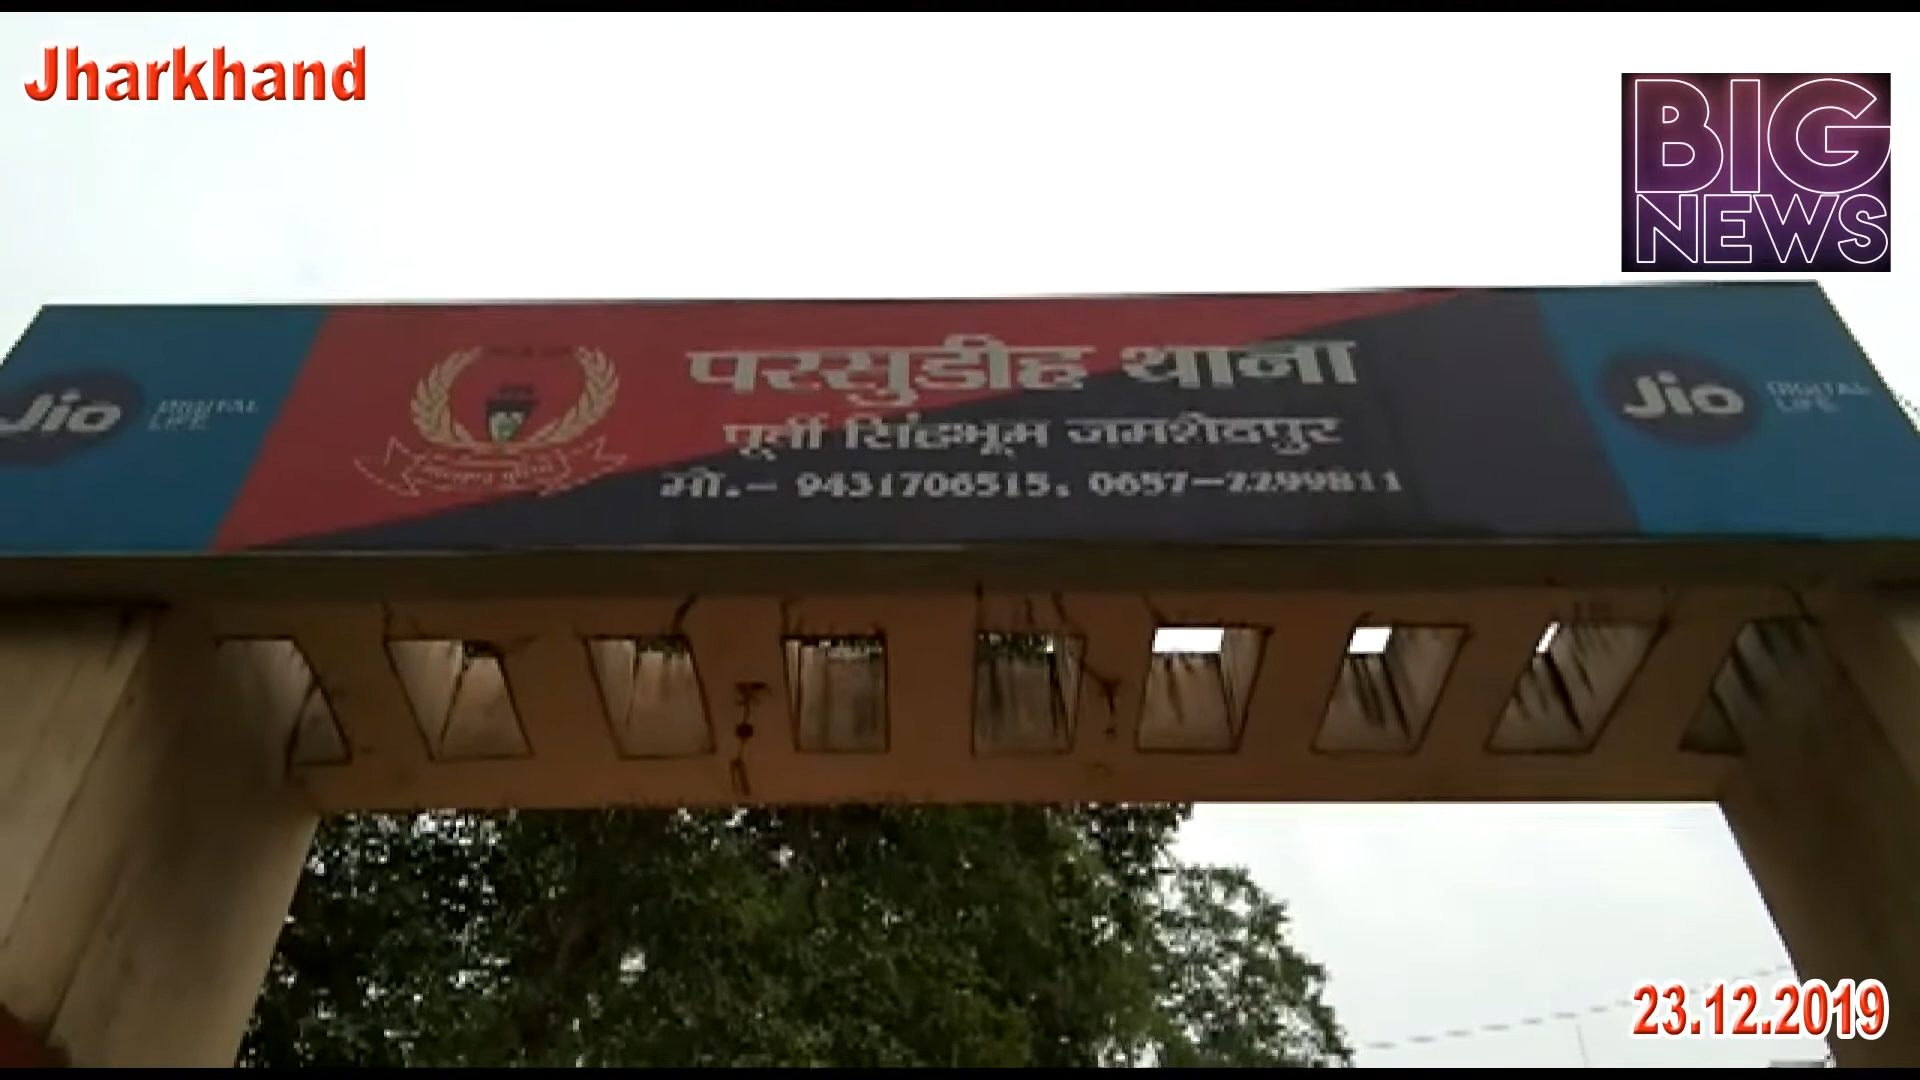 Jharkhand
BIG
NEWS
परसुडीह थाना
पूर्वी सिंहभूम जमशेदपुर
मो.- 9431706515, 0657-2299811
Jio DIGITAL
LIFE
Jio DIGITAL
LIFE
23.12.2019